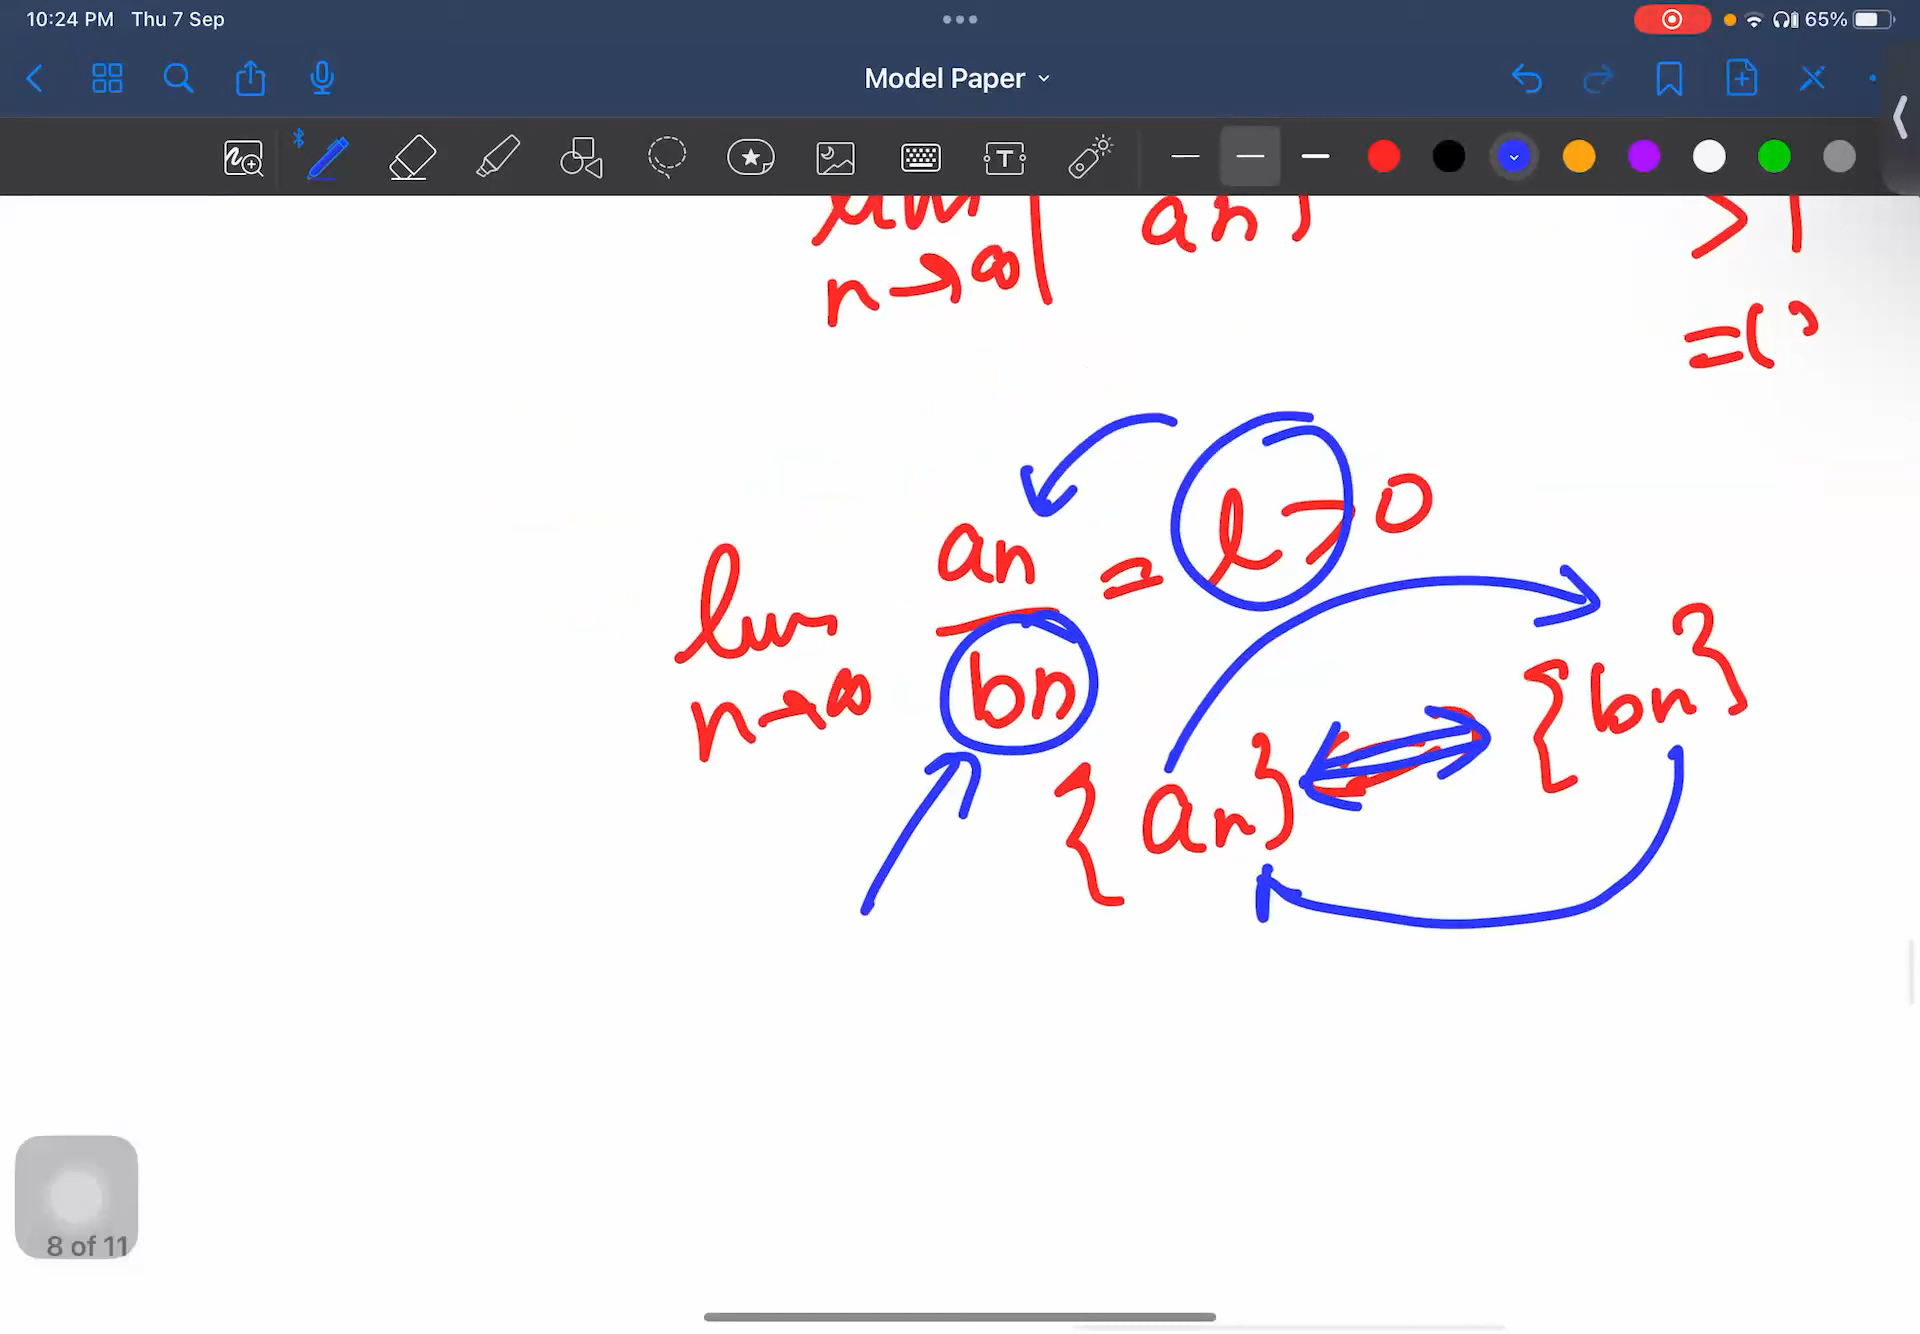 10:24 PM Thu 7 Sep
65%
Model Paper
T
lim an }
n→∞
> 1
=( )
lim an/bn = l > 0
n→∞
{an} ⟷ {bn}
8 of 11